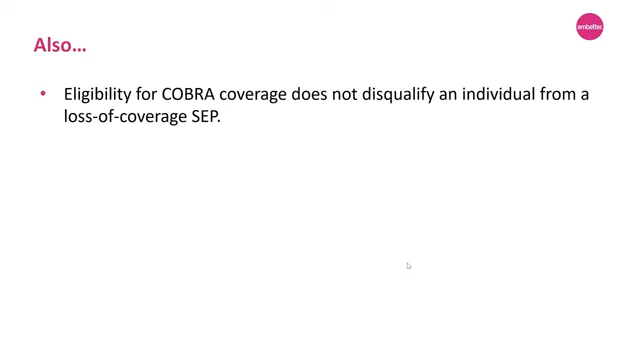 ambetter.
Also…
• Eligibility for COBRA coverage does not disqualify an individual from a
loss-of-coverage SEP.